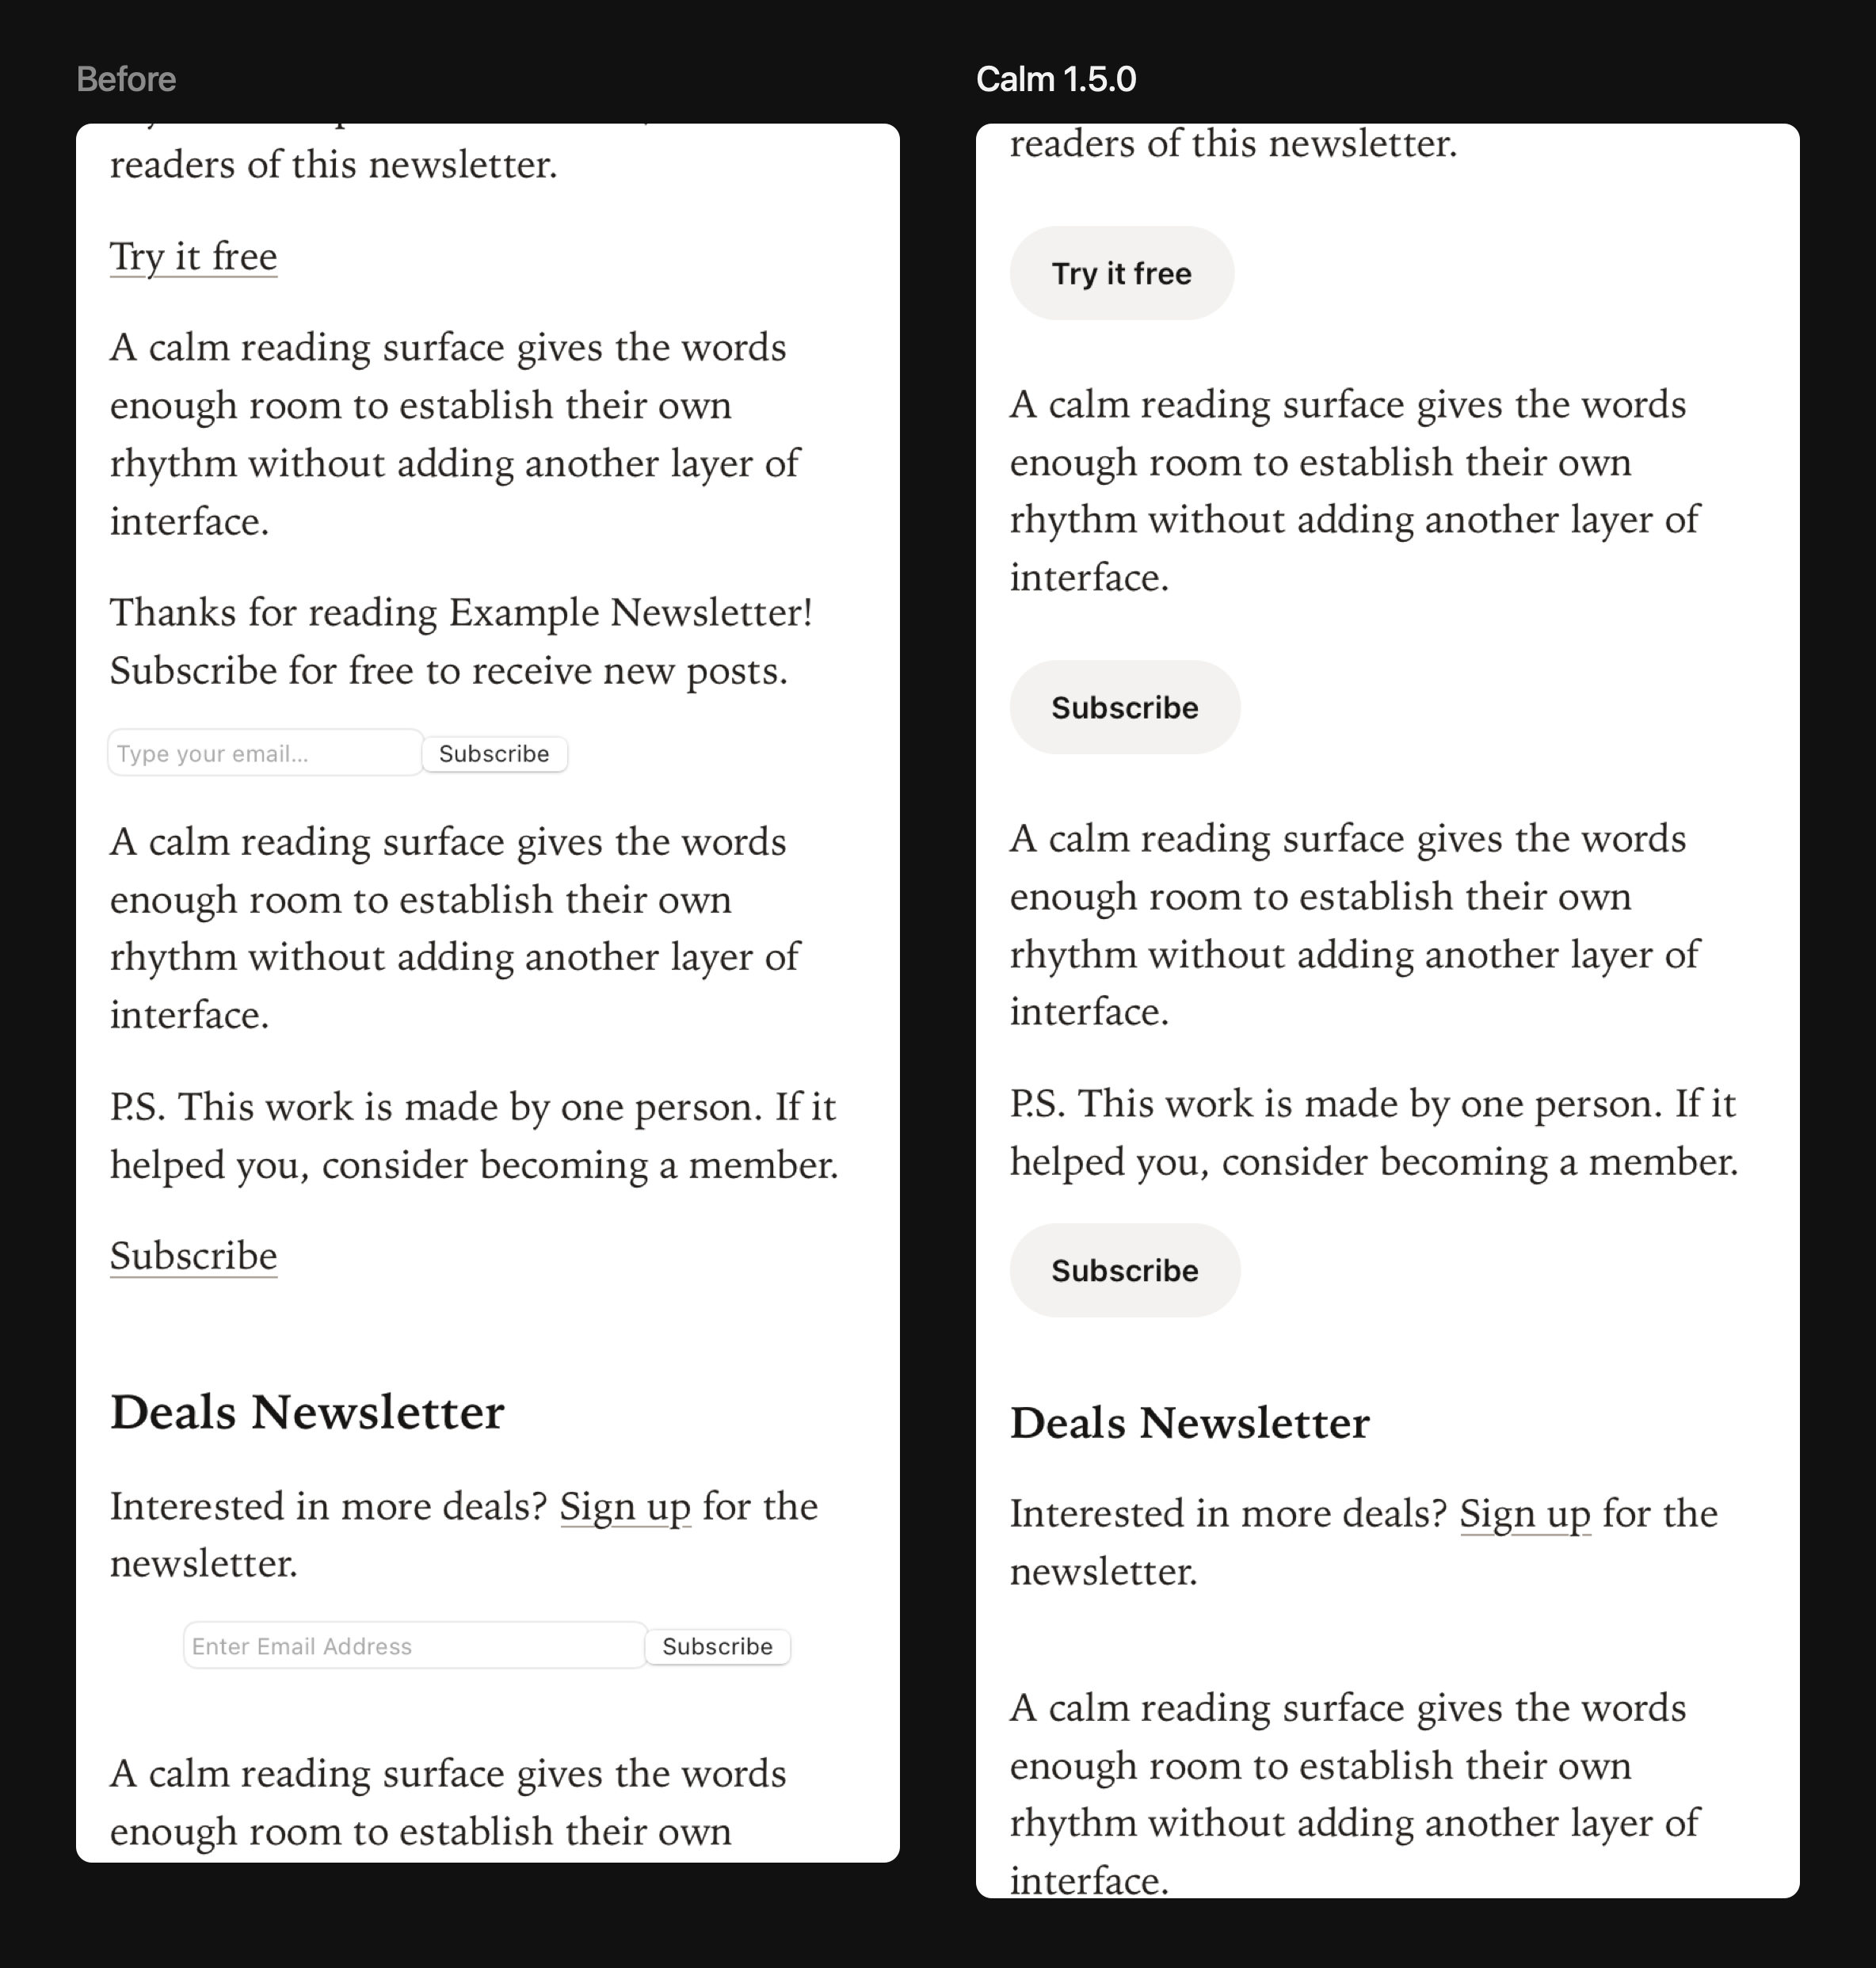 Before
readers of this newsletter.
Try it free
A calm reading surface gives the words
enough room to establish their own
rhythm without adding another layer of
interface.
Thanks for reading Example Newsletter!
Subscribe for free to receive new posts.
Type your email...
Subscribe
A calm reading surface gives the words
enough room to establish their own
rhythm without adding another layer of
interface.
P.S. This work is made by one person. If it
helped you, consider becoming a member.
Subscribe
Deals Newsletter
Interested in more deals? Sign up for the
newsletter.
Enter Email Address
Subscribe
A calm reading surface gives the words
enough room to establish their own
Calm 1.5.0
readers of this newsletter.
Try it free
A calm reading surface gives the words
enough room to establish their own
rhythm without adding another layer of
interface.
Subscribe
A calm reading surface gives the words
enough room to establish their own
rhythm without adding another layer of
interface.
P.S. This work is made by one person. If it
helped you, consider becoming a member.
Subscribe
Deals Newsletter
Interested in more deals? Sign up for the
newsletter.
A calm reading surface gives the words
enough room to establish their own
rhythm without adding another layer of
interface.